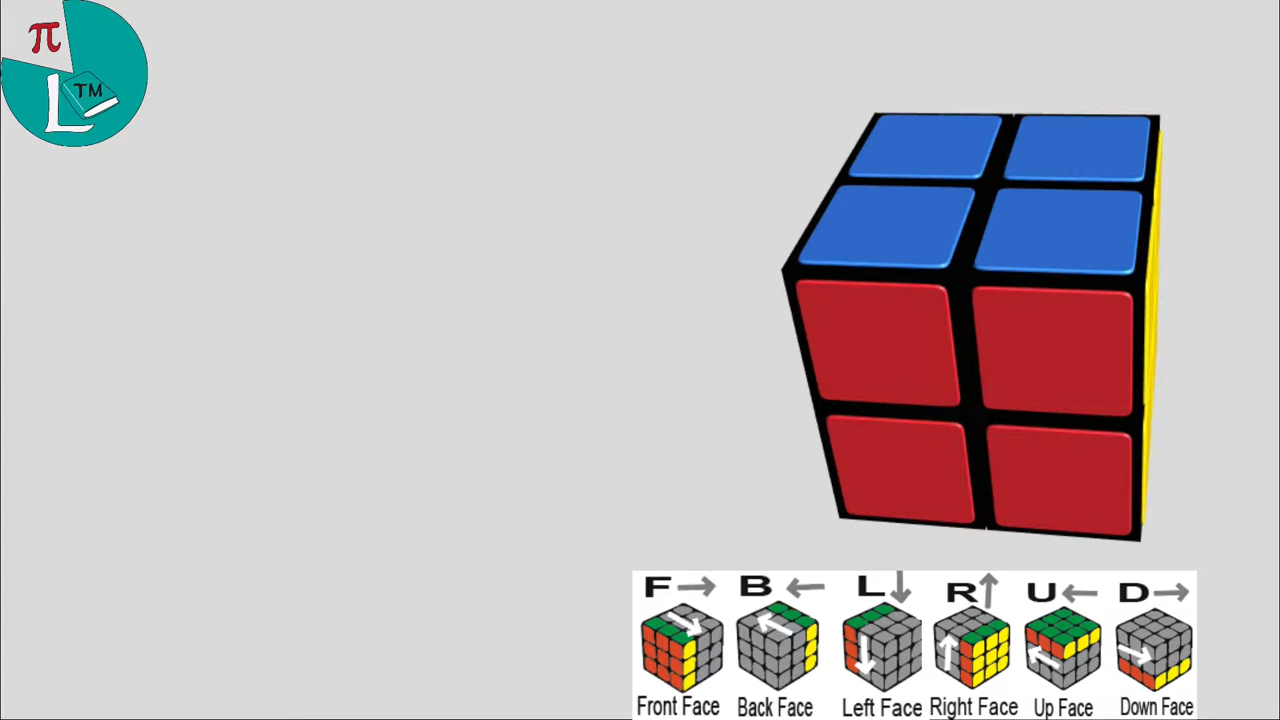 π
L
TM
F B L R U D
Front Face Back Face Left Face Right Face Up Face Down Face